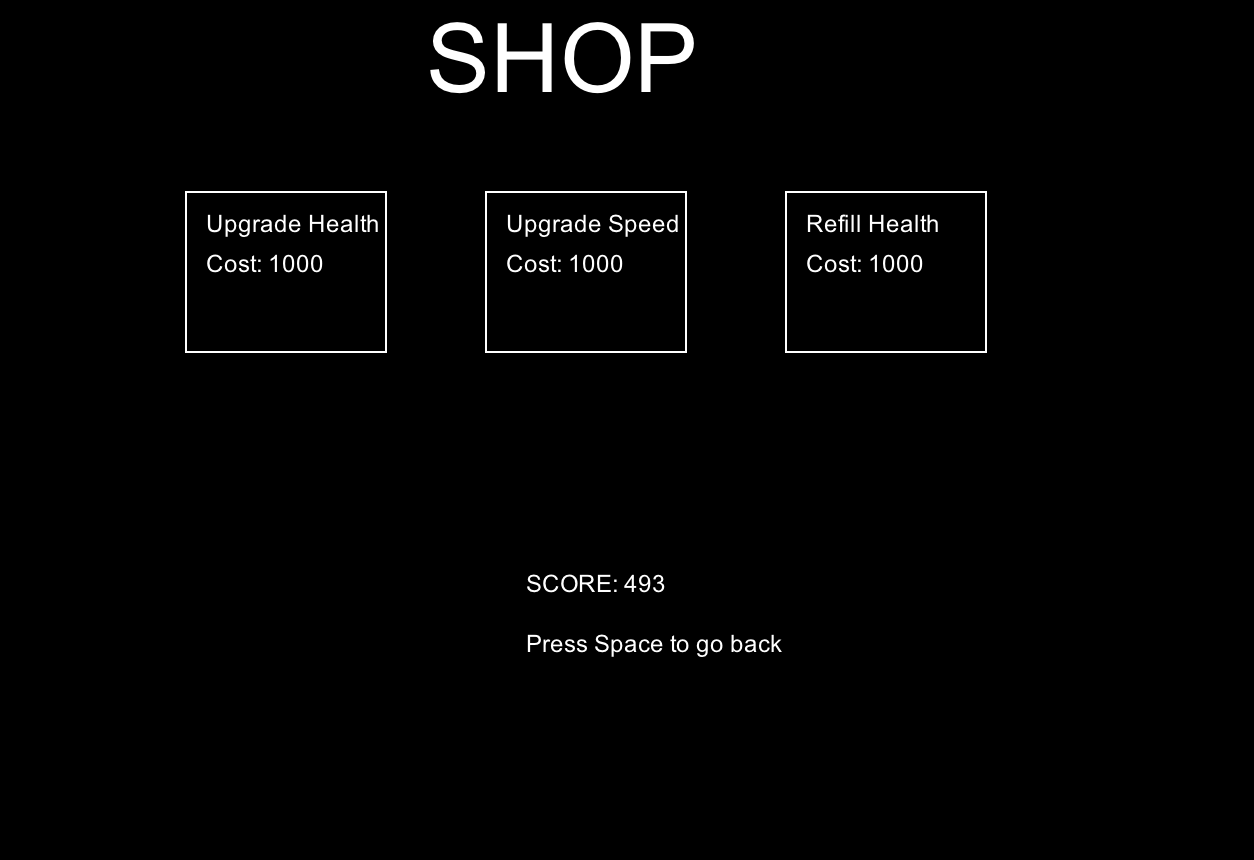 SHOP
Upgrade Health
Cost: 1000
Upgrade Speed
Cost: 1000
Refill Health
Cost: 1000
SCORE: 493
Press Space to go back